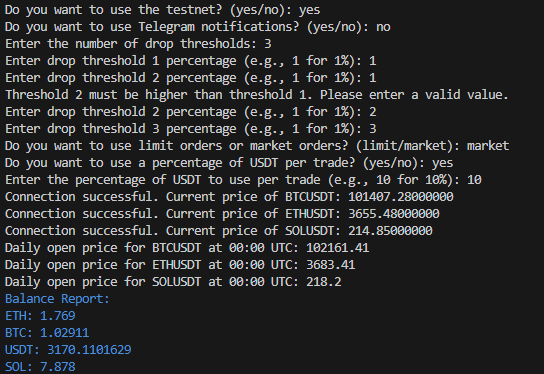 Do you want to use the testnet? (yes/no): yes
Do you want to use Telegram notifications? (yes/no): no
Enter the number of drop thresholds: 3
Enter drop threshold 1 percentage (e.g., 1 for 1%): 1
Enter drop threshold 2 percentage (e.g., 1 for 1%): 1
Threshold 2 must be higher than threshold 1. Please enter a valid value.
Enter drop threshold 2 percentage (e.g., 1 for 1%): 2
Enter drop threshold 3 percentage (e.g., 1 for 1%): 3
Do you want to use limit orders or market orders? (limit/market): market
Do you want to use a percentage of USDT per trade? (yes/no): yes
Enter the percentage of USDT to use per trade (e.g., 10 for 10%): 10
Connection successful. Current price of BTCUSDT: 101407.28000000
Connection successful. Current price of ETHUSDT: 3655.48000000
Connection successful. Current price of SOLUSDT: 214.85000000
Daily open price for BTCUSDT at 00:00 UTC: 102161.41
Daily open price for ETHUSDT at 00:00 UTC: 3683.41
Daily open price for SOLUSDT at 00:00 UTC: 218.2
Balance Report:
ETH: 1.769
BTC: 1.02911
USDT: 3170.1101629
SOL: 7.878